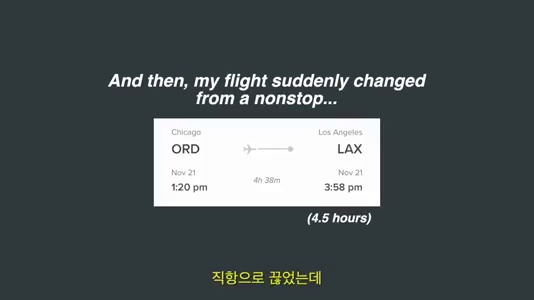 And then, my flight suddenly changed
from a nonstop...
Chicago Los Angeles
ORD LAX
Nov 21 Nov 21
4h 38m
1:20 pm 3:58 pm
(4.5 hours)
직항으로 끊었는데